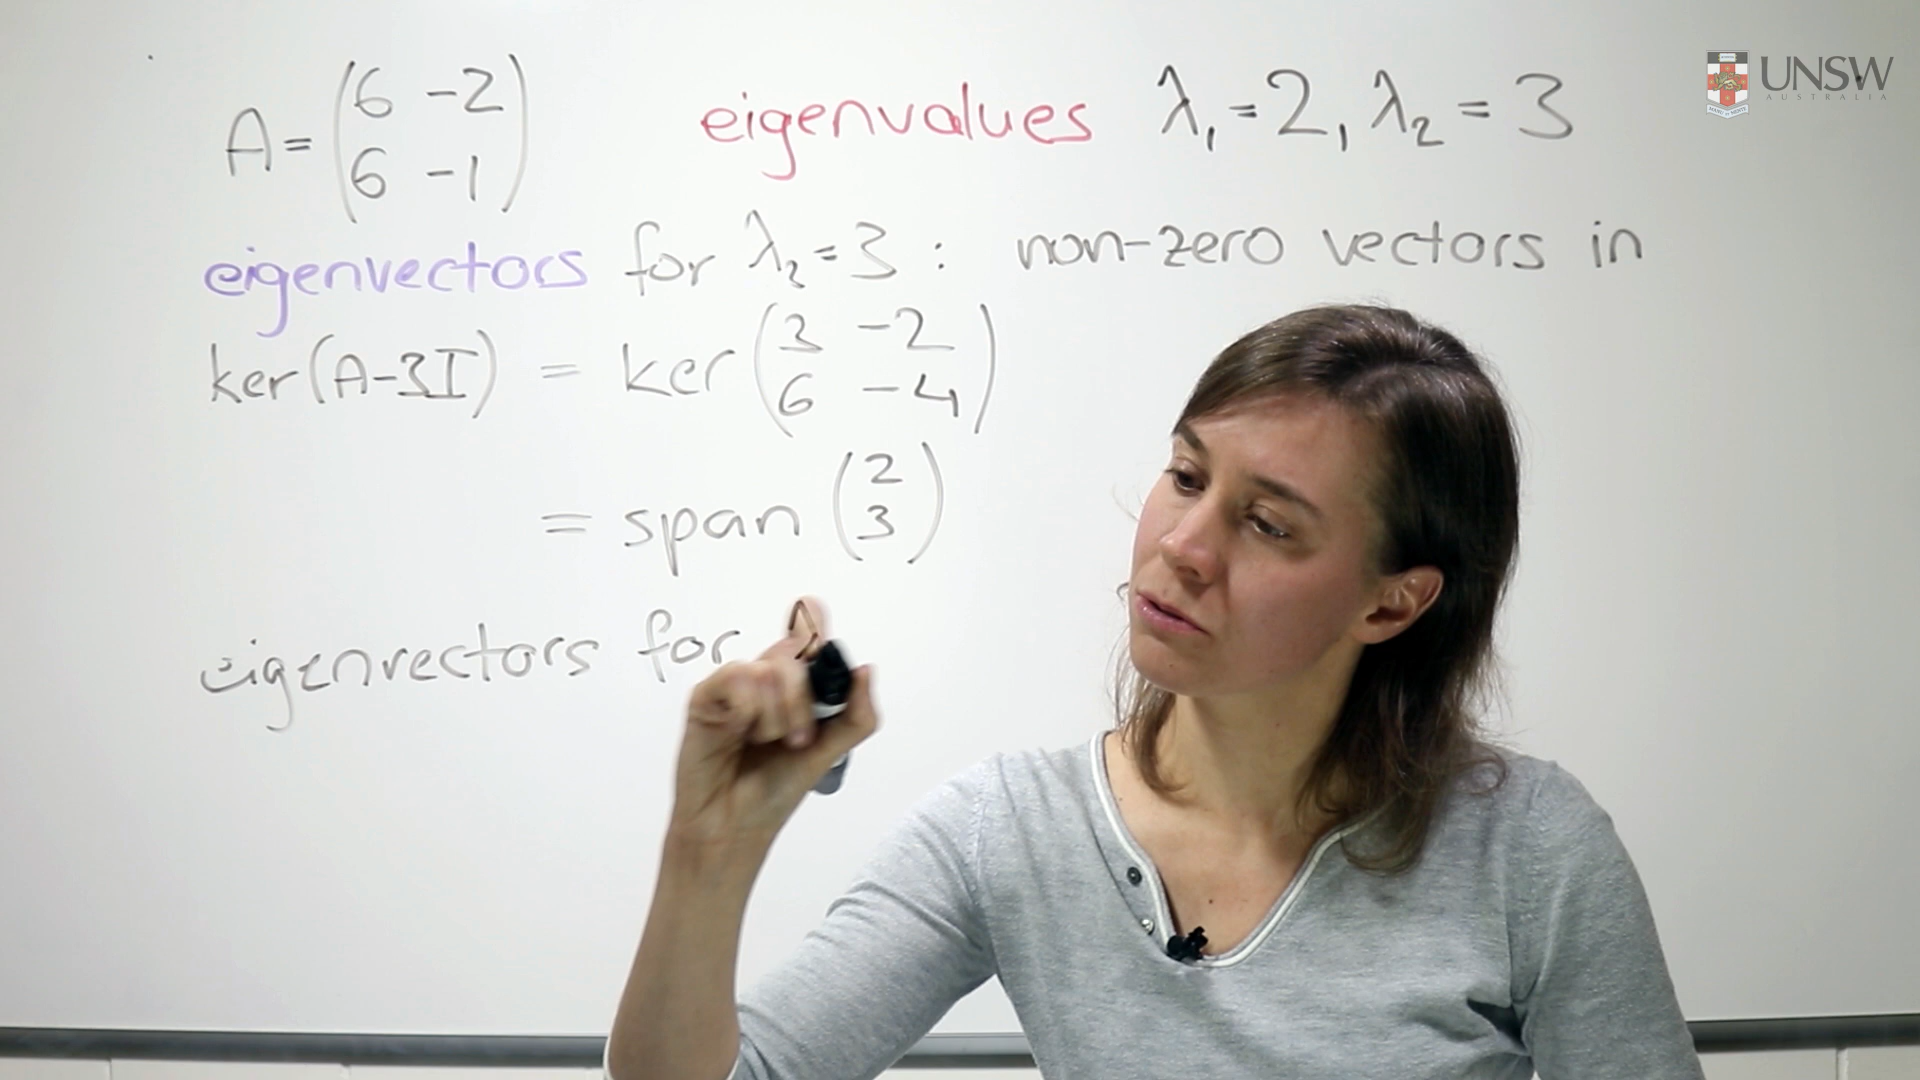 A = (6 -2
6 -1)
eigenvalues λ₁ = 2, λ₂ = 3
UNSW
AUSTRALIA
eigenvectors for λ₂ = 3 : non-zero vectors in
ker(A-3I) = ker(3 -2
6 -4)
= span (2
3)
eigenvectors for λ